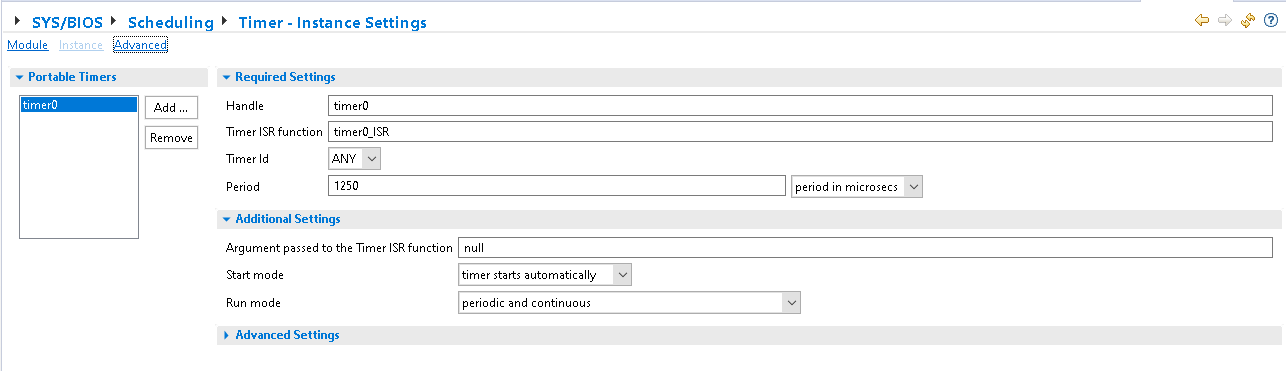 SYS/BIOS Scheduling Timer - Instance Settings
Module Instance Advanced
Portable Timers
timer0
Add ...
Remove
Required Settings
Handle timer0
Timer ISR function timer0_ISR
Timer Id ANY
Period 1250 period in microsecs
Additional Settings
Argument passed to the Timer ISR function null
Start mode timer starts automatically
Run mode periodic and continuous
Advanced Settings